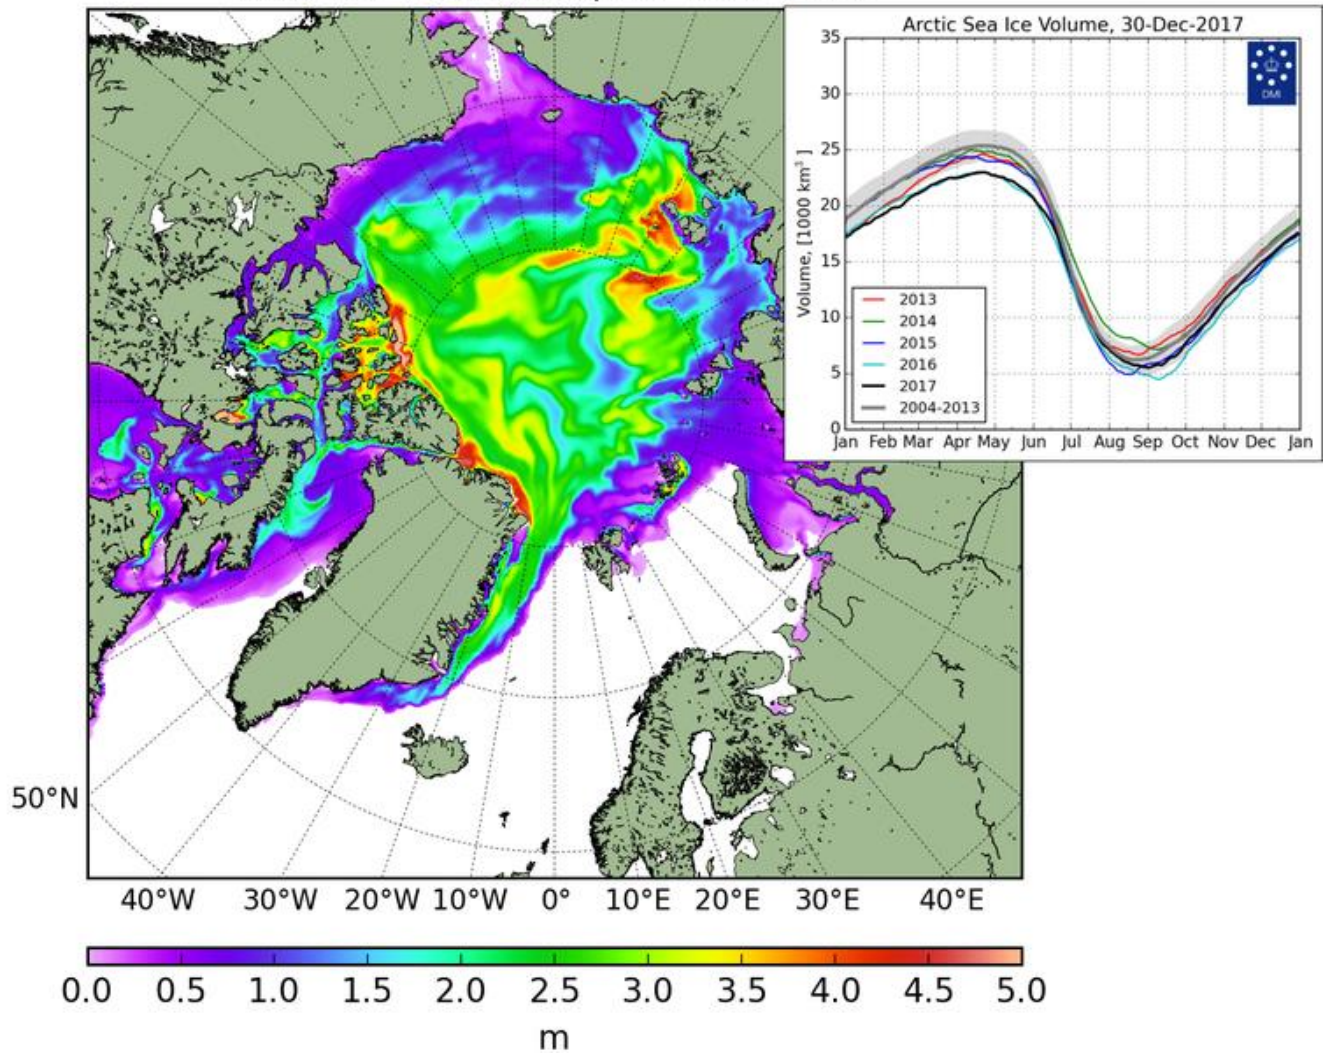 Arctic Sea Ice Volume, 30-Dec-2017
DMI
Volume, [1000 km³ ]
35
30
25
20
15
10
5
0
2013
2014
2015
2016
2017
2004-2013
Jan Feb Mar Apr May Jun Jul Aug Sep Oct Nov Dec Jan
50°N
40°W 30°W 20°W 10°W 0° 10°E 20°E 30°E 40°E
0.0 0.5 1.0 1.5 2.0 2.5 3.0 3.5 4.0 4.5 5.0
m